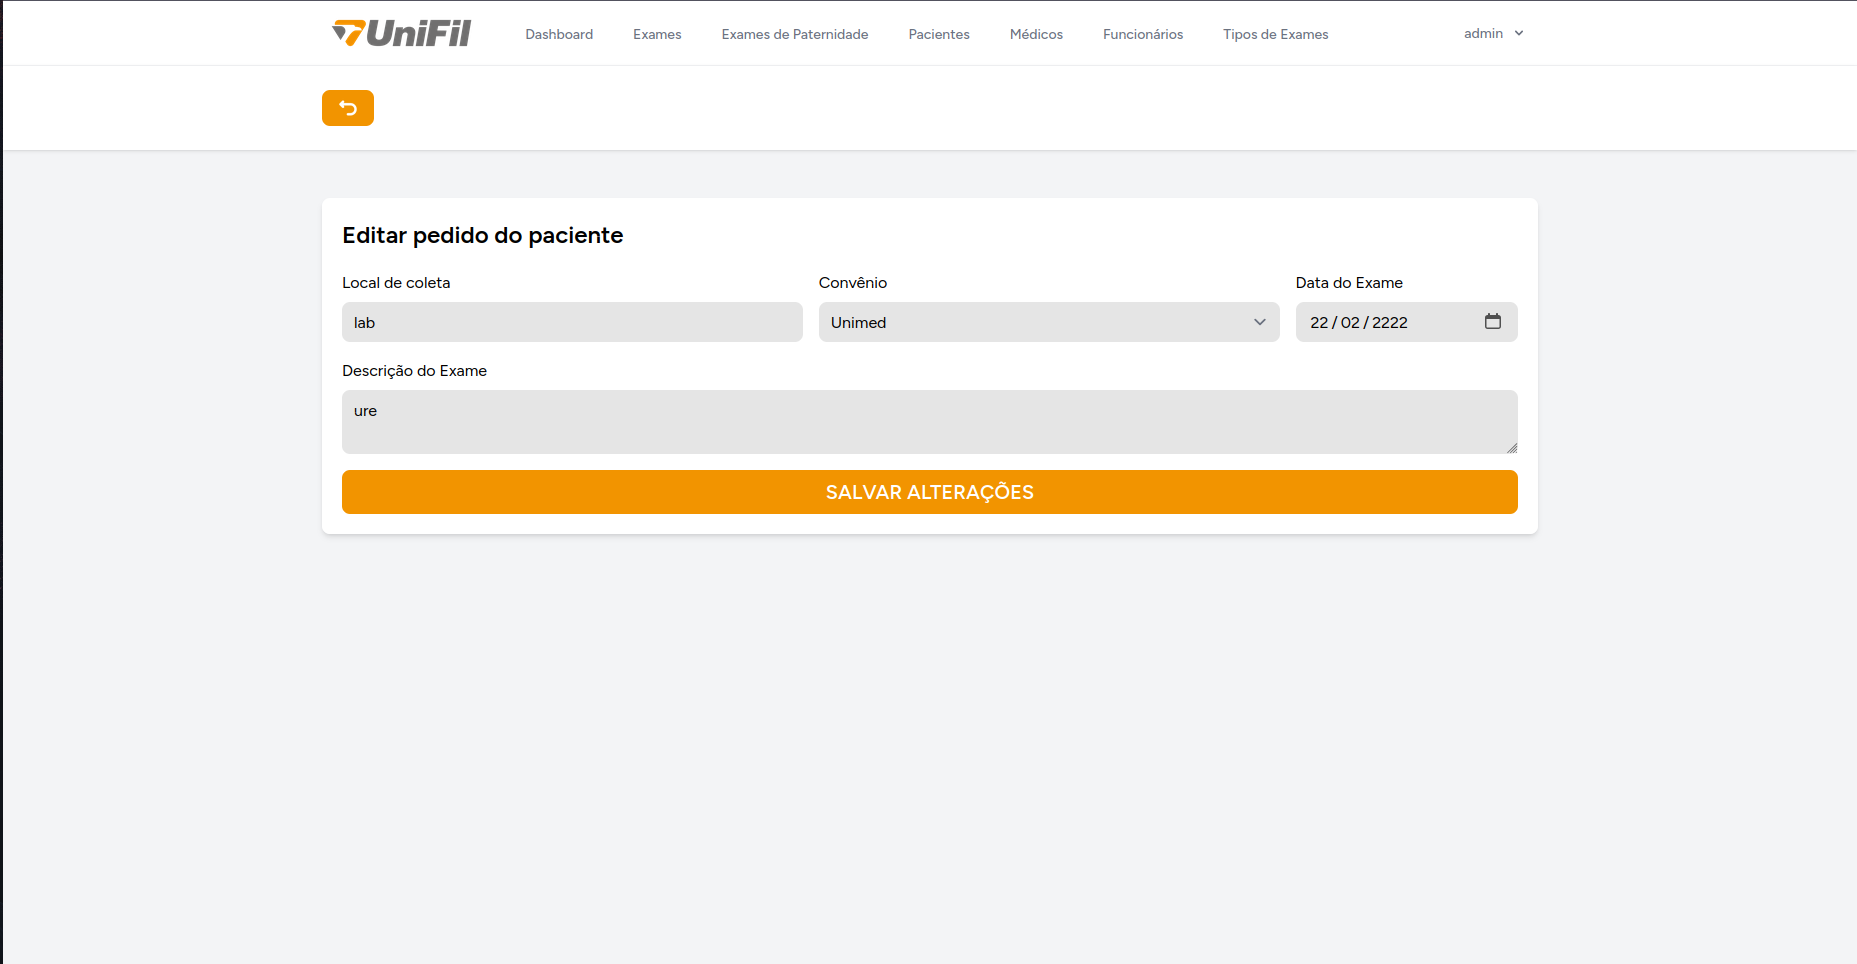 UniFil Dashboard Exames Exames de Paternidade Pacientes Médicos Funcionários Tipos de Exames admin
Editar pedido do paciente
Local de coleta Convênio Data do Exame
lab Unimed 22 / 02 / 2222
Descrição do Exame
ure
SALVAR ALTERAÇÕES